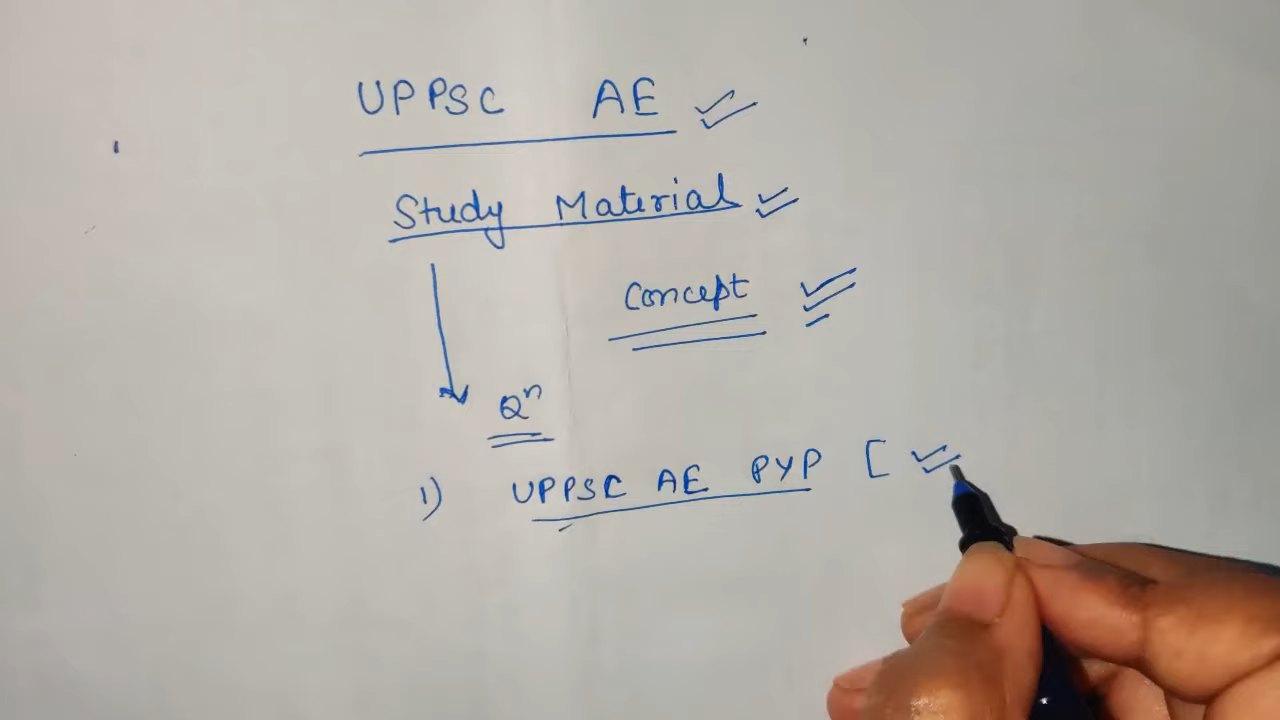 UPPSC AE
Study Material
Concept
Qⁿ
1) UPPSC AE PYP [